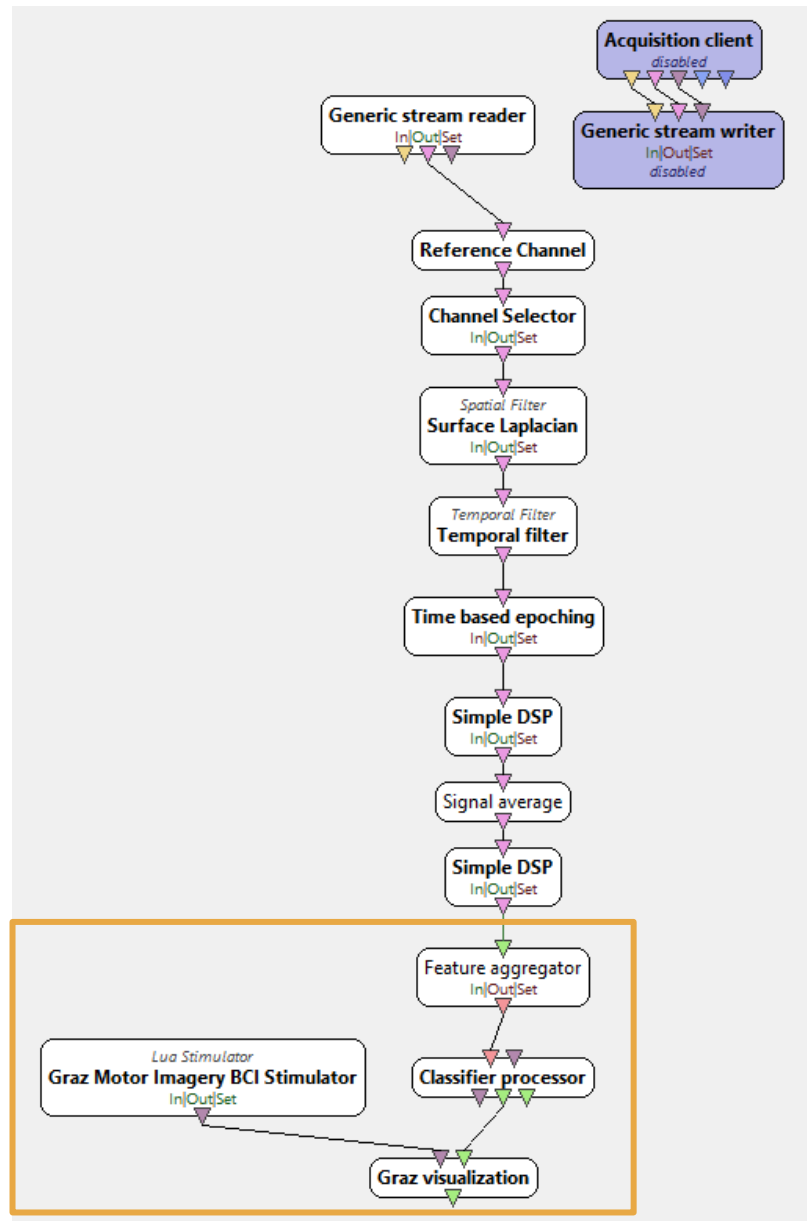 Acquisition client
disabled
Generic stream writer
In|Out|Set
disabled
Generic stream reader
In|Out|Set
Reference Channel
Channel Selector
In|Out|Set
Spatial Filter
Surface Laplacian
In|Out|Set
Temporal Filter
Temporal filter
In|Out|Set
Time based epoching
In|Out|Set
Simple DSP
In|Out|Set
Signal average
Simple DSP
In|Out|Set
Feature aggregator
In|Out|Set
Lua Stimulator
Graz Motor Imagery BCI Stimulator
In|Out|Set
Classifier processor
Graz visualization